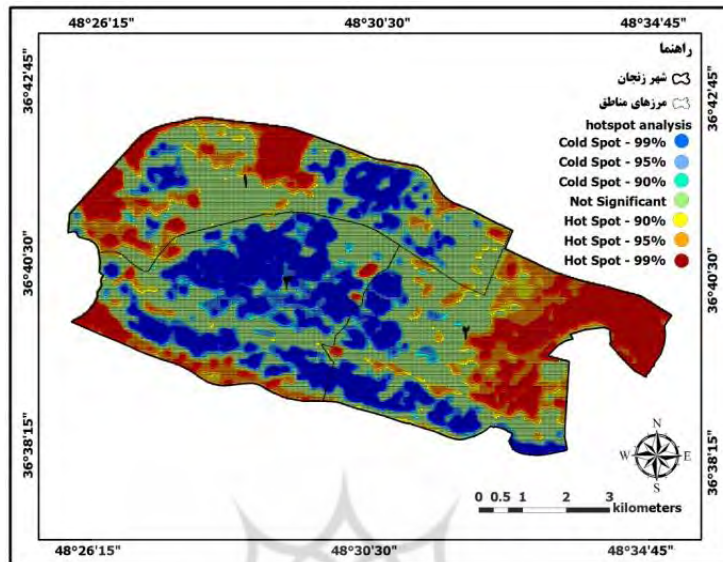 48°26'15" 48°30'30" 48°34'45"
36°42'45" 36°42'45"
راهنما
شهر زنجان
مرزهای مناطق
hotspot analysis
Cold Spot - 99%
Cold Spot - 95%
Cold Spot - 90%
Not Significant
Hot Spot - 90%
Hot Spot - 95%
Hot Spot - 99%
۱
36°40'30" 36°40'30"
۲
36°38'15" 36°38'15"
N
W E
S
0 0.5 1 2 3
kilometers
48°26'15" 48°30'30" 48°34'45"